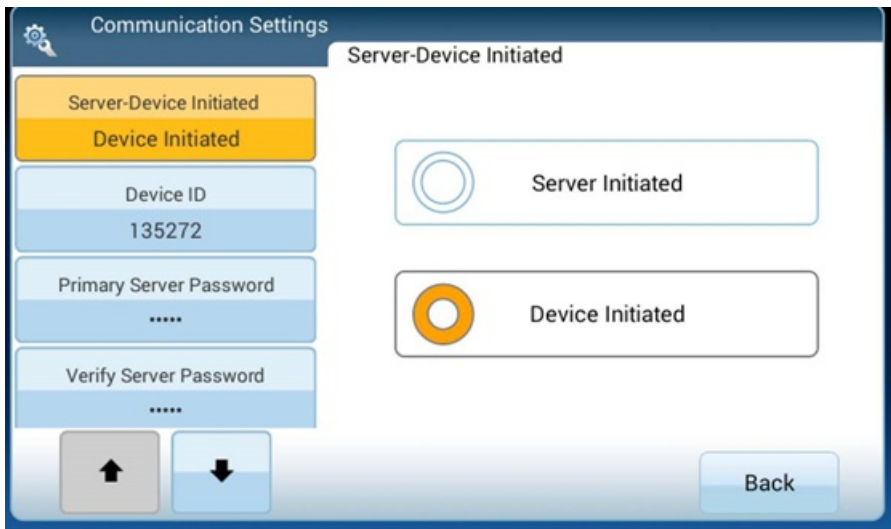 Communication Settings
Server-Device Initiated
Server-Device Initiated
Device Initiated
Device ID
135272
Primary Server Password
•••••
Verify Server Password
•••••
Server Initiated
Device Initiated
Back